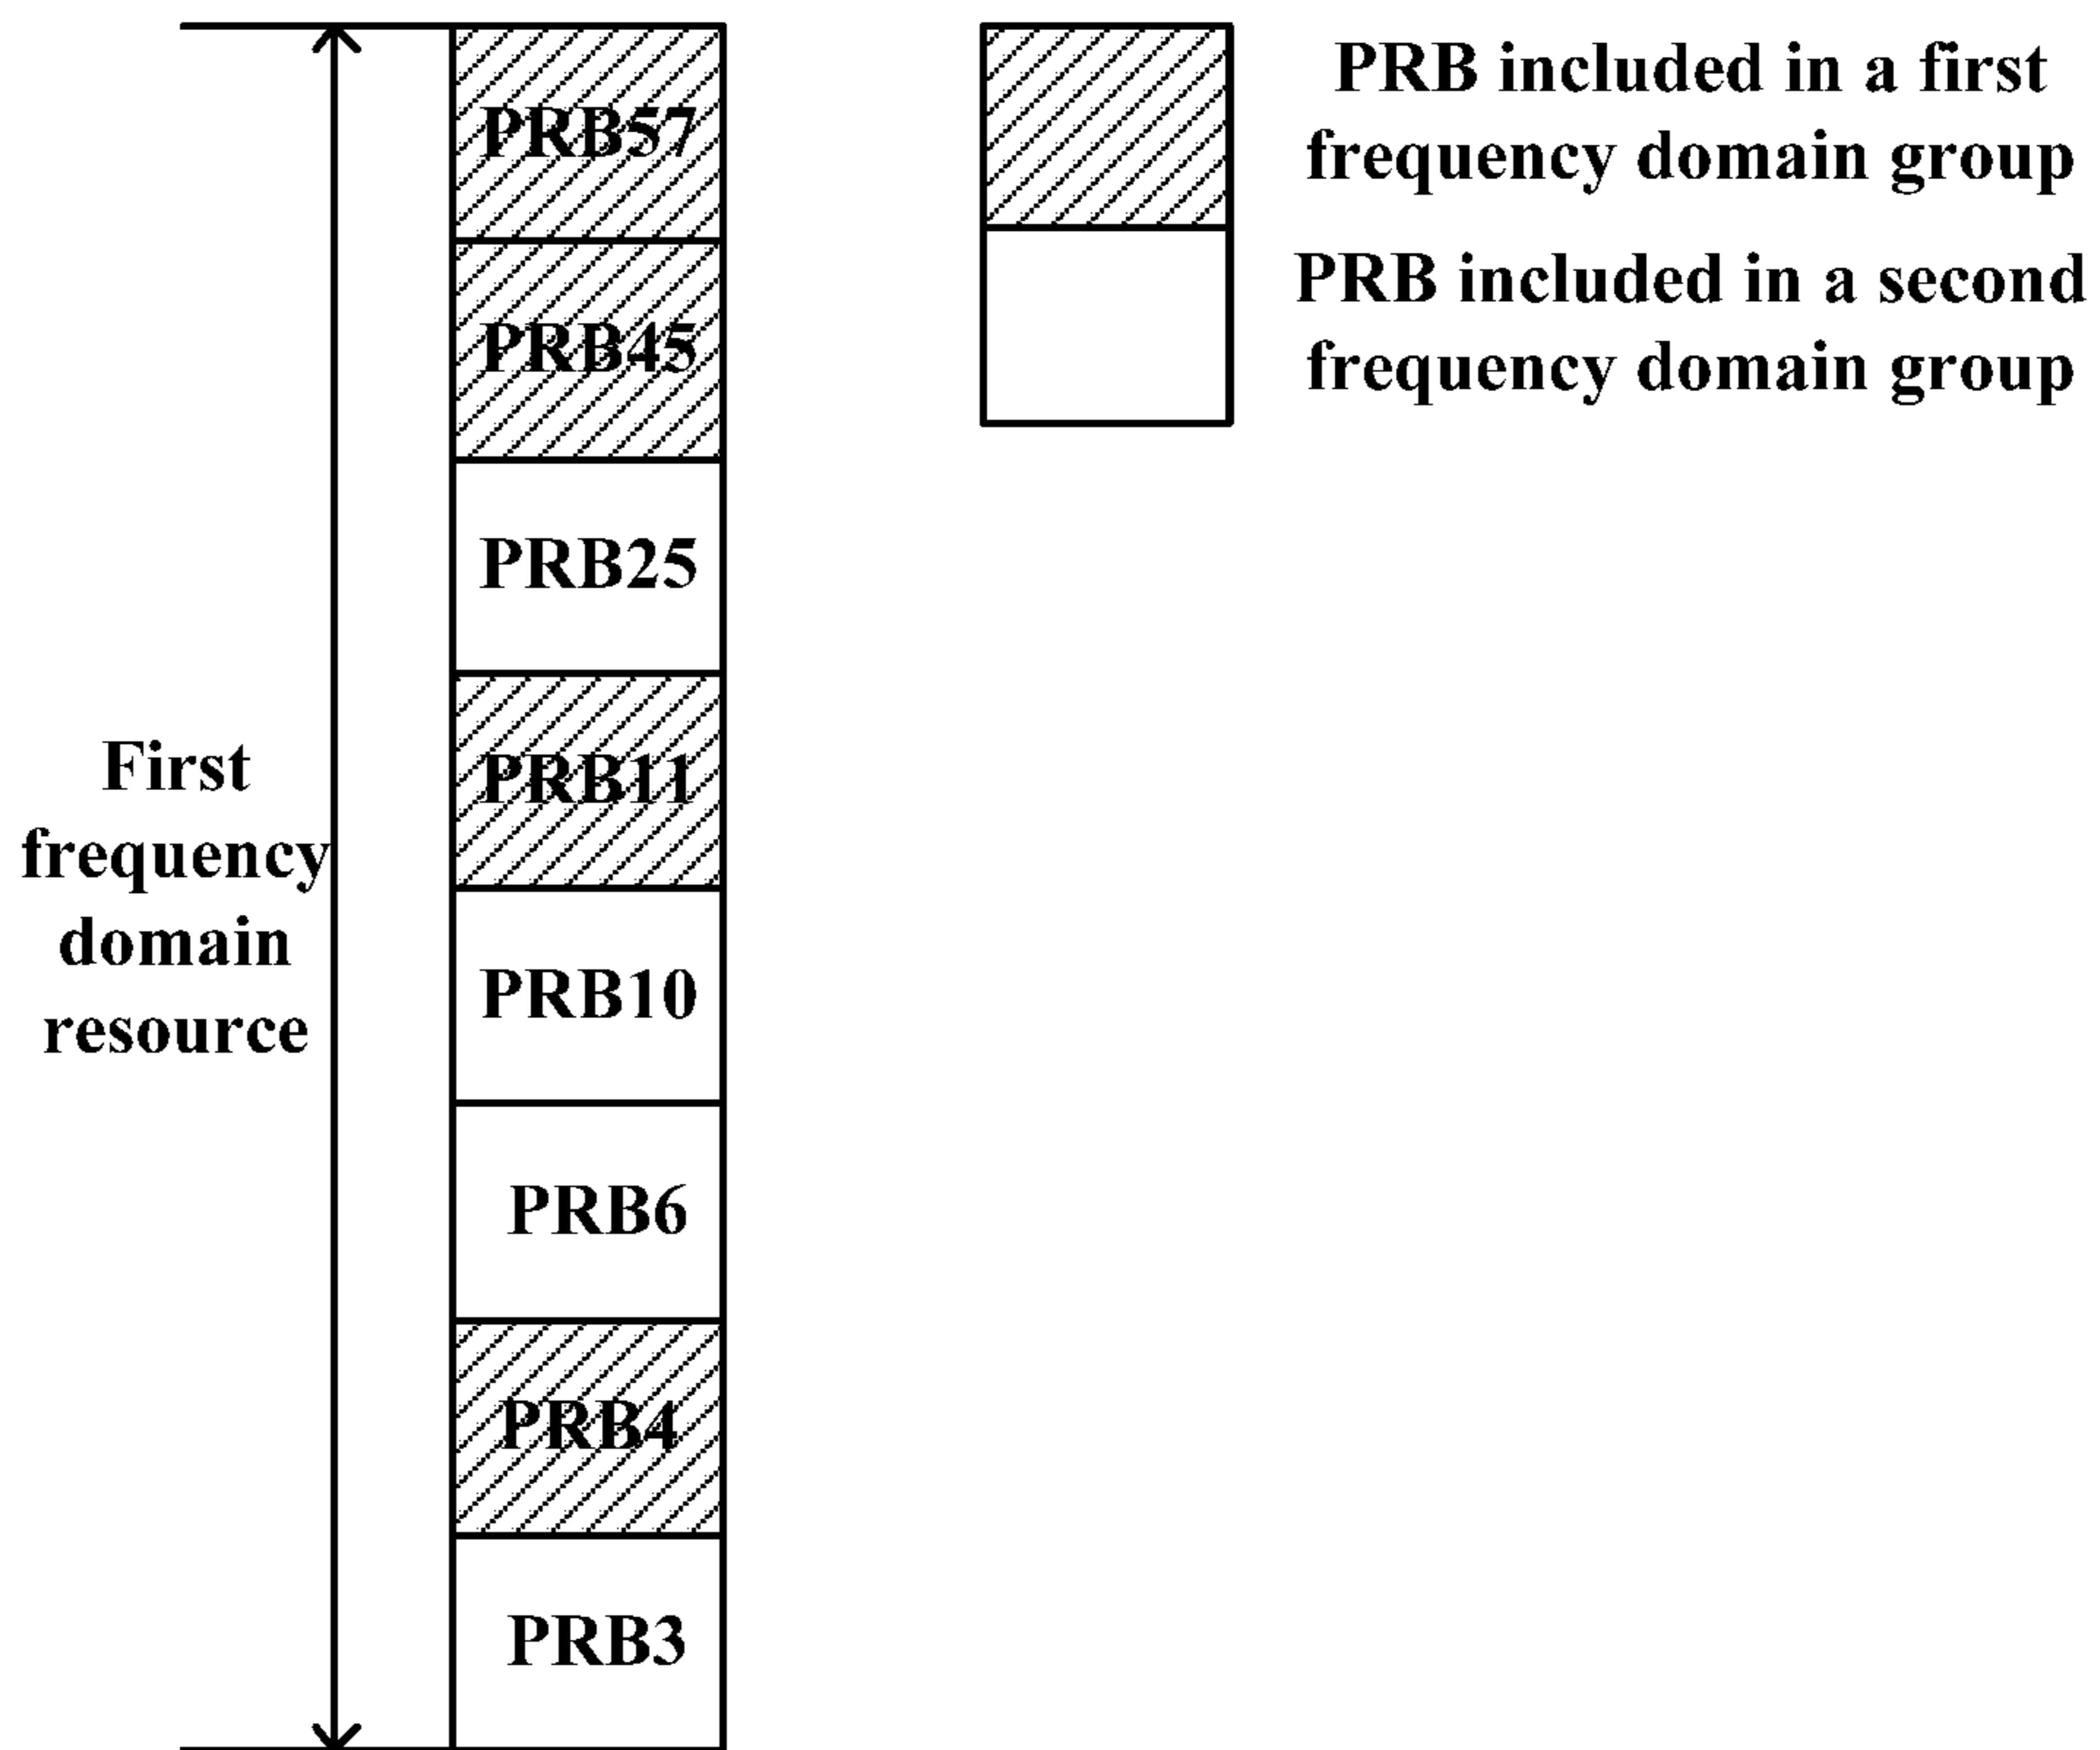 PRB57
PRB45
PRB25
PRB11
PRB10
PRB6
PRB4
PRB3
First
frequency
domain
resource
PRB included in a first
frequency domain group
PRB included in a second
frequency domain group